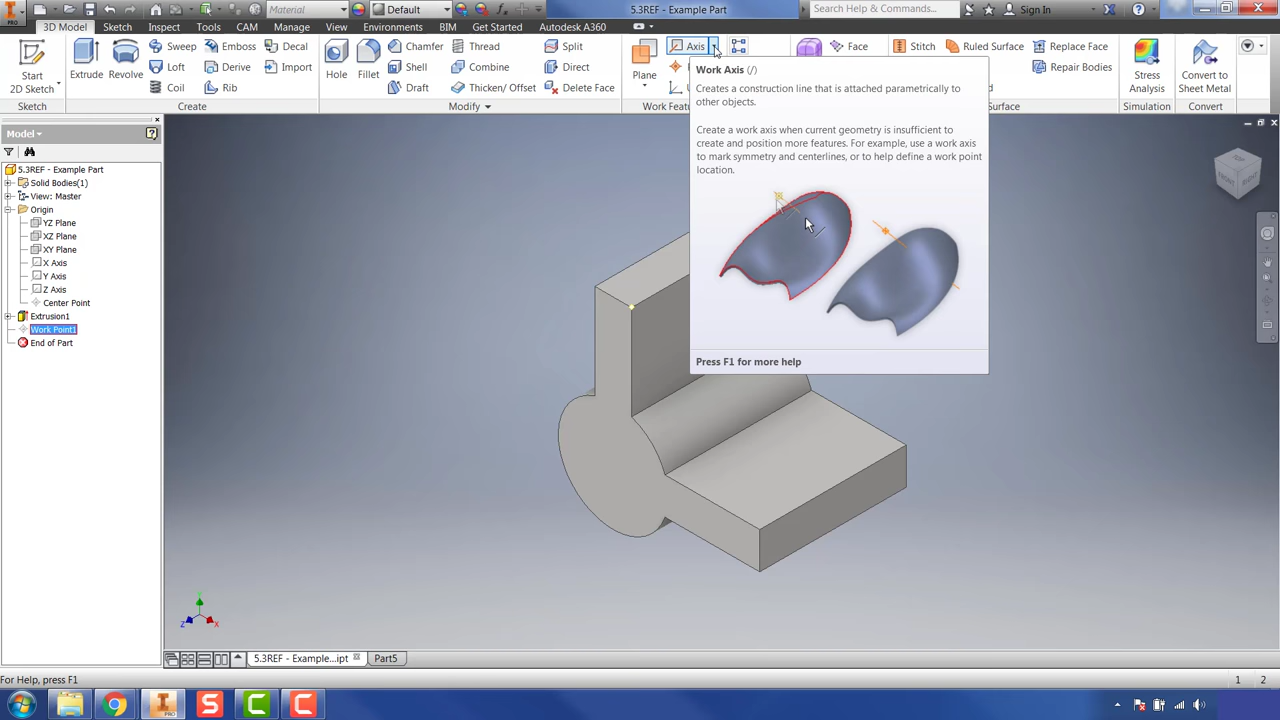 Default
5.3REF - Example Part
Search Help & Commands...
Sign In
PRO
3D Model
Sketch
Inspect
Tools
Manage
View
Environments
BIM
Get Started
Autodesk A360
Material
Start
2D Sketch
Sketch
Extrude
Revolve
Sweep
Loft
Coil
Emboss
Derive
Rib
Decal
Import
Create
Hole
Fillet
Chamfer
Shell
Draft
Thread
Combine
Thicken/ Offset
Split
Direct
Delete Face
Modify
Plane
Axis
Work Fea
Face
Stitch
Ruled Surface
Replace Face
Repair Bodies
Surface
Stress
Analysis
Simulation
Convert to
Sheet Metal
Convert
Work Axis (/)
Creates a construction line that is attached parametrically to
other objects.
Create a work axis when current geometry is insufficient to
create and position more features. For example, use a work axis
to mark symmetry and centerlines, or to help define a work point
location.
Press F1 for more help
Model
5.3REF - Example Part
Solid Bodies(1)
View: Master
Origin
YZ Plane
XZ Plane
XY Plane
X Axis
Y Axis
Z Axis
Center Point
Extrusion1
Work Point1
End of Part
TOP
FRONT
RIGHT
Y
Z
X
5.3REF - Example...ipt
Part5
For Help, press F1
1
2
PRO